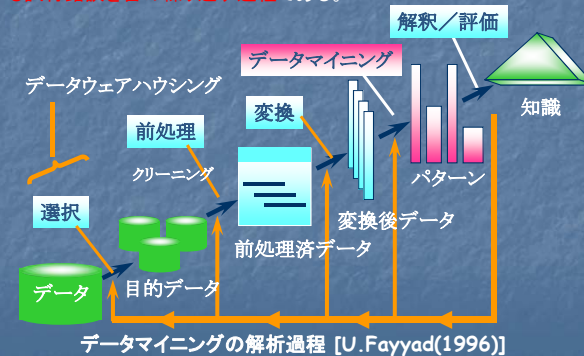 解釈／評価
データマイニング
データウェアハウジング
知識
変換
前処理
パターン
クリーニング
選択
変換後データ
前処理済データ
目的データ
データ
データマイニングの解析過程 [U.Fayyad(1996)]